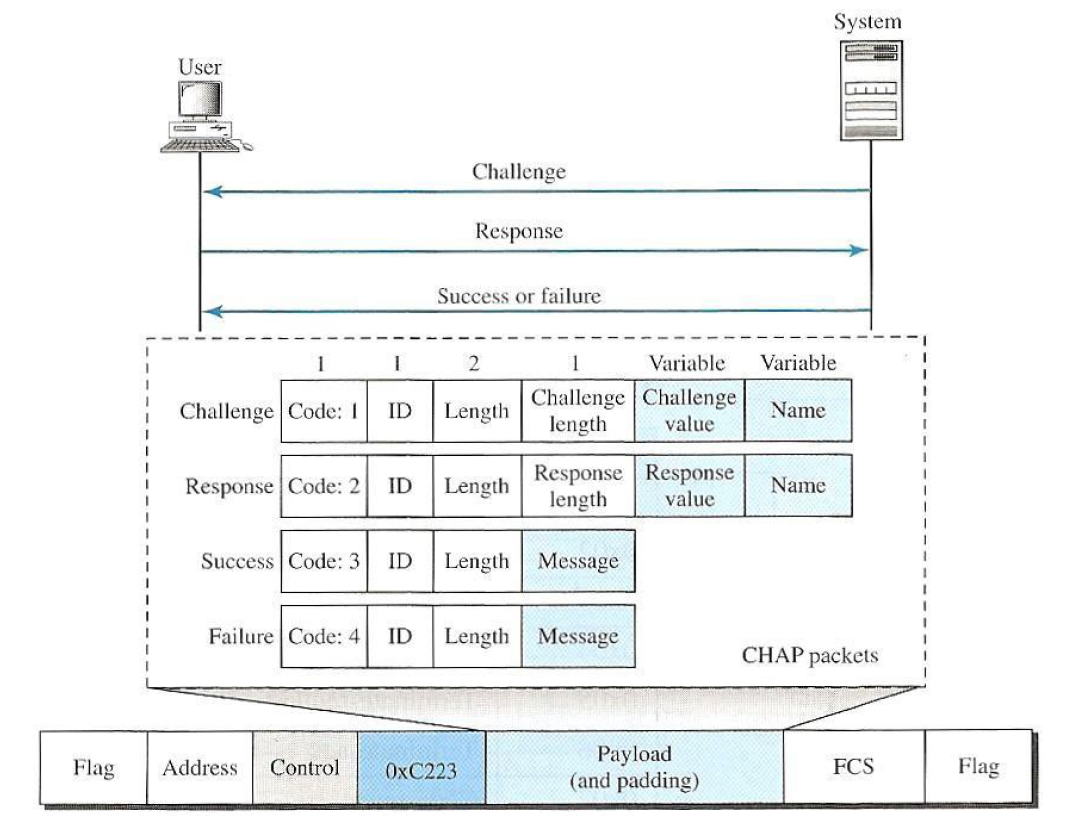 System
User
Challenge
Response
Success or failure
1 1 2 1 Variable Variable
Challenge Code: 1 ID Length Challenge length Challenge value Name
Response Code: 2 ID Length Response length Response value Name
Success Code: 3 ID Length Message
Failure Code: 4 ID Length Message
CHAP packets
Flag Address Control 0xC223 Payload (and padding) FCS Flag